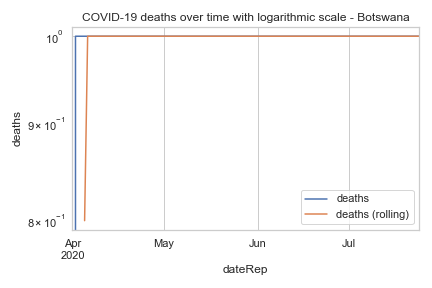 COVID-19 deaths over time with logarithmic scale - Botswana
10⁰
9 × 10⁻¹
8 × 10⁻¹
deaths
deaths
deaths (rolling)
Apr
2020
May
Jun
Jul
dateRep